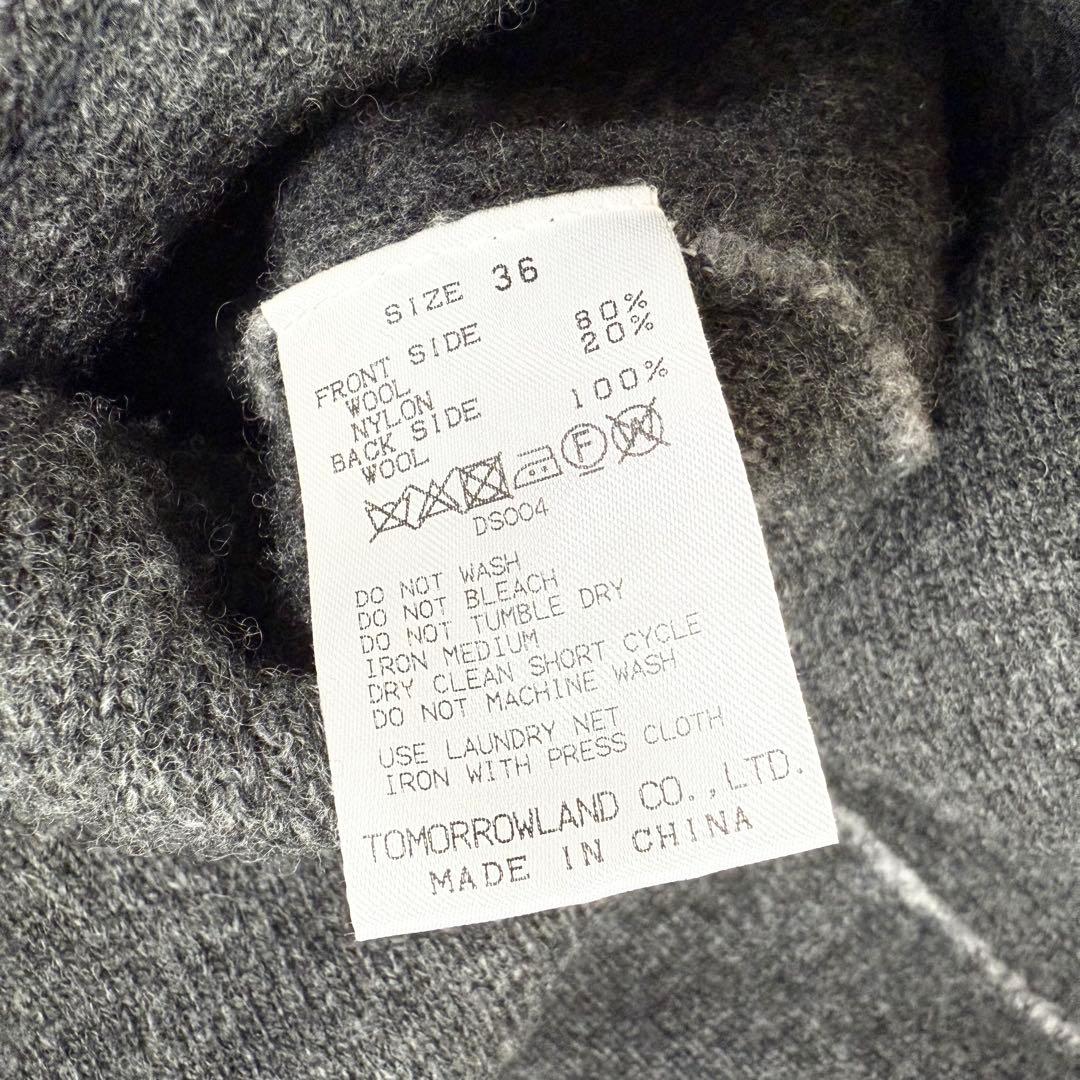 SIZE 36
FRONT SIDE
WOOL 80%
NYLON 20%
BACK SIDE
WOOL 100%
F W
DS004
DO NOT WASH
DO NOT BLEACH
DO NOT TUMBLE DRY
IRON MEDIUM
DRY CLEAN SHORT CYCLE
DO NOT MACHINE WASH
USE LAUNDRY NET
IRON WITH PRESS CLOTH
TOMORROWLAND CO.,LTD.
MADE IN CHINA